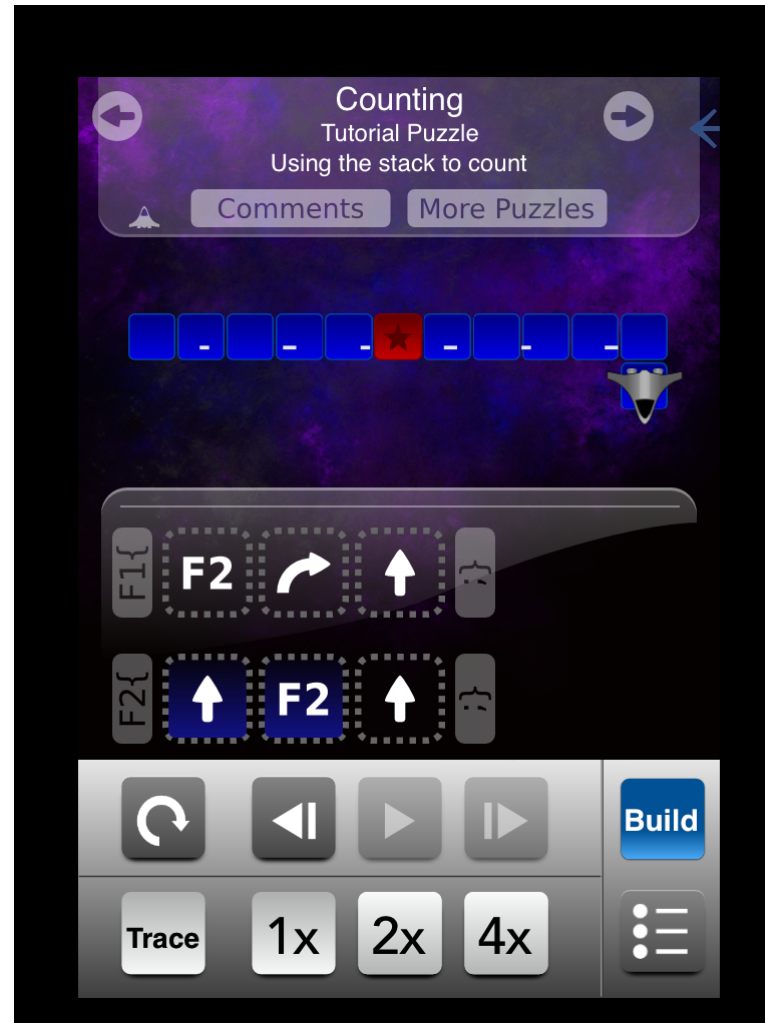 Counting
Tutorial Puzzle
Using the stack to count
Comments More Puzzles
F1{ F2 };
F2{ F2 };
Build
Trace 1x 2x 4x